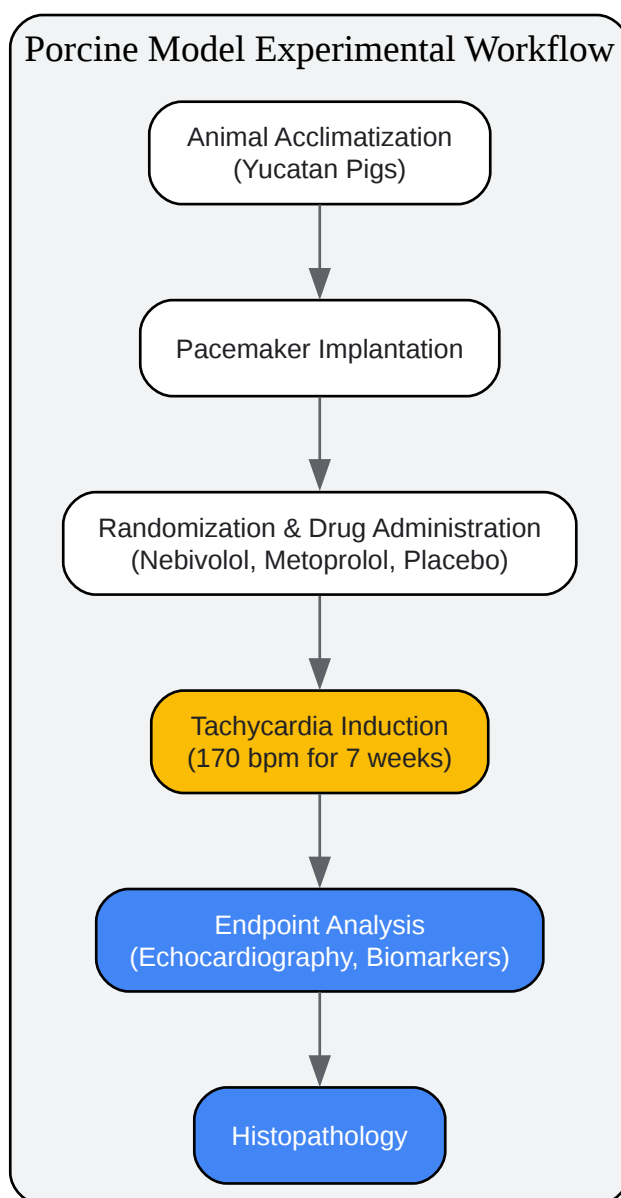 Porcine Model Experimental Workflow
Animal Acclimatization
(Yucatan Pigs)
Pacemaker Implantation
Randomization & Drug Administration
(Nebivolol, Metoprolol, Placebo)
Tachycardia Induction
(170 bpm for 7 weeks)
Endpoint Analysis
(Echocardiography, Biomarkers)
Histopathology